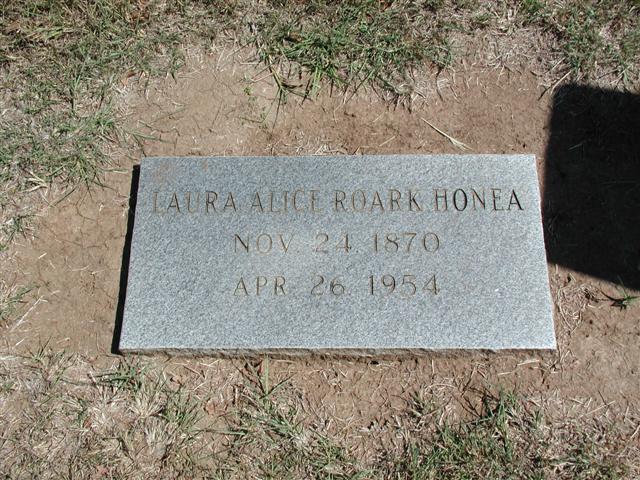 LAURA ALICE ROARK HONEA
NOV. 24 1870
APR 26 1954